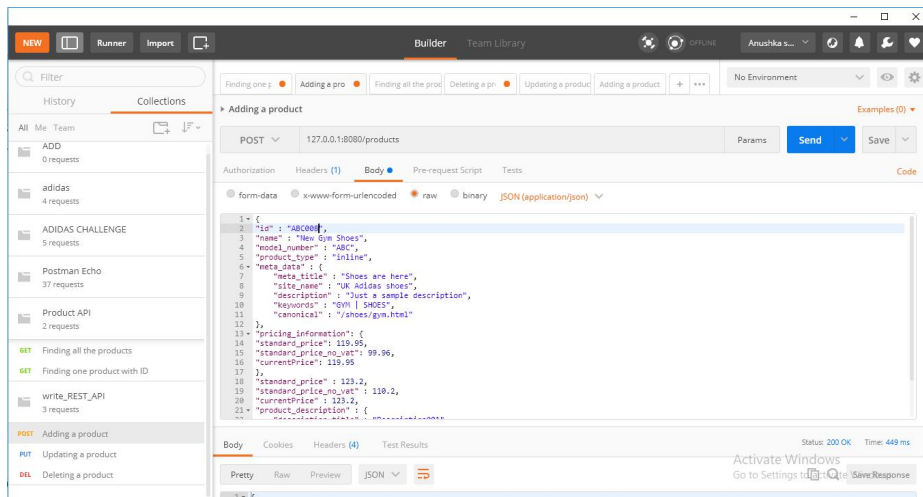 NEW Runner Import Builder Team Library OFFLINE Anushka s...
Filter
History Collections
All Me Team
ADD
0 requests
adidas
4 requests
ADIDAS CHALLENGE
5 requests
Postman Echo
37 requests
Product API
2 requests
GET Finding all the products
GET Finding one product with ID
write_REST_API
3 requests
POST Adding a product
PUT Updating a product
DEL Deleting a product
Finding one p Adding a pro Finding all the proc Deleting a pr Updating a produc Adding a product + ••• No Environment
Adding a product Examples (0)
POST 127.0.0.1:8080/products Params Send Save
Authorization Headers (1) Body Pre-request Script Tests Code
form-data x-www-form-urlencoded raw binary JSON (application/json)
1 {
2 "id" : "ABC008",
3 "name" : "New Gym Shoes",
4 "model_number" : "ABC",
5 "product_type" : "inline",
6 "meta_data" : {
7 "meta_title" : "Shoes are here",
8 "site_name" : "UK Adidas shoes",
9 "description" : "Just a sample description",
10 "keywords" : "GYM | SHOES",
11 "canonical" : "/shoes/gym.html"
12 },
13 "pricing_information": {
14 "standard_price": 119.95,
15 "standard_price_no_vat": 99.96,
16 "currentPrice": 119.95
17 },
18 "standard_price" : 123.2,
19 "standard_price_no_vat" : 110.2,
20 "currentPrice" : 123.2,
21 "product_description" : {
Body Cookies Headers (4) Test Results Status: 200 OK Time: 449 ms
Activate Windows
Pretty Raw Preview JSON Save Response
Go to Settings to activate Windows.